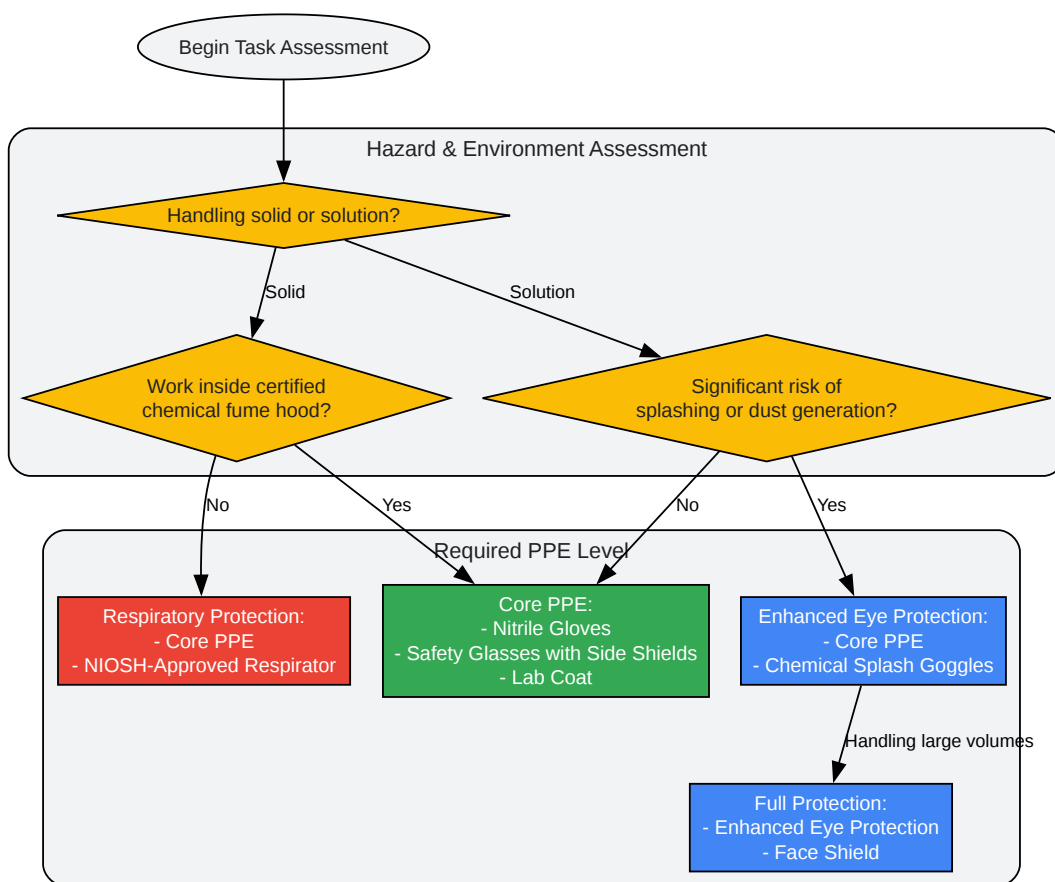 Begin Task Assessment
Hazard & Environment Assessment
Handling solid or solution?
Solid
Solution
Work inside certified
chemical fume hood?
Significant risk of
splashing or dust generation?
No
Yes
No
Yes
Required PPE Level
Respiratory Protection:
- Core PPE
- NIOSH-Approved Respirator
Core PPE:
- Nitrile Gloves
- Safety Glasses with Side Shields
- Lab Coat
Enhanced Eye Protection:
- Core PPE
- Chemical Splash Goggles
Handling large volumes
Full Protection:
- Enhanced Eye Protection
- Face Shield